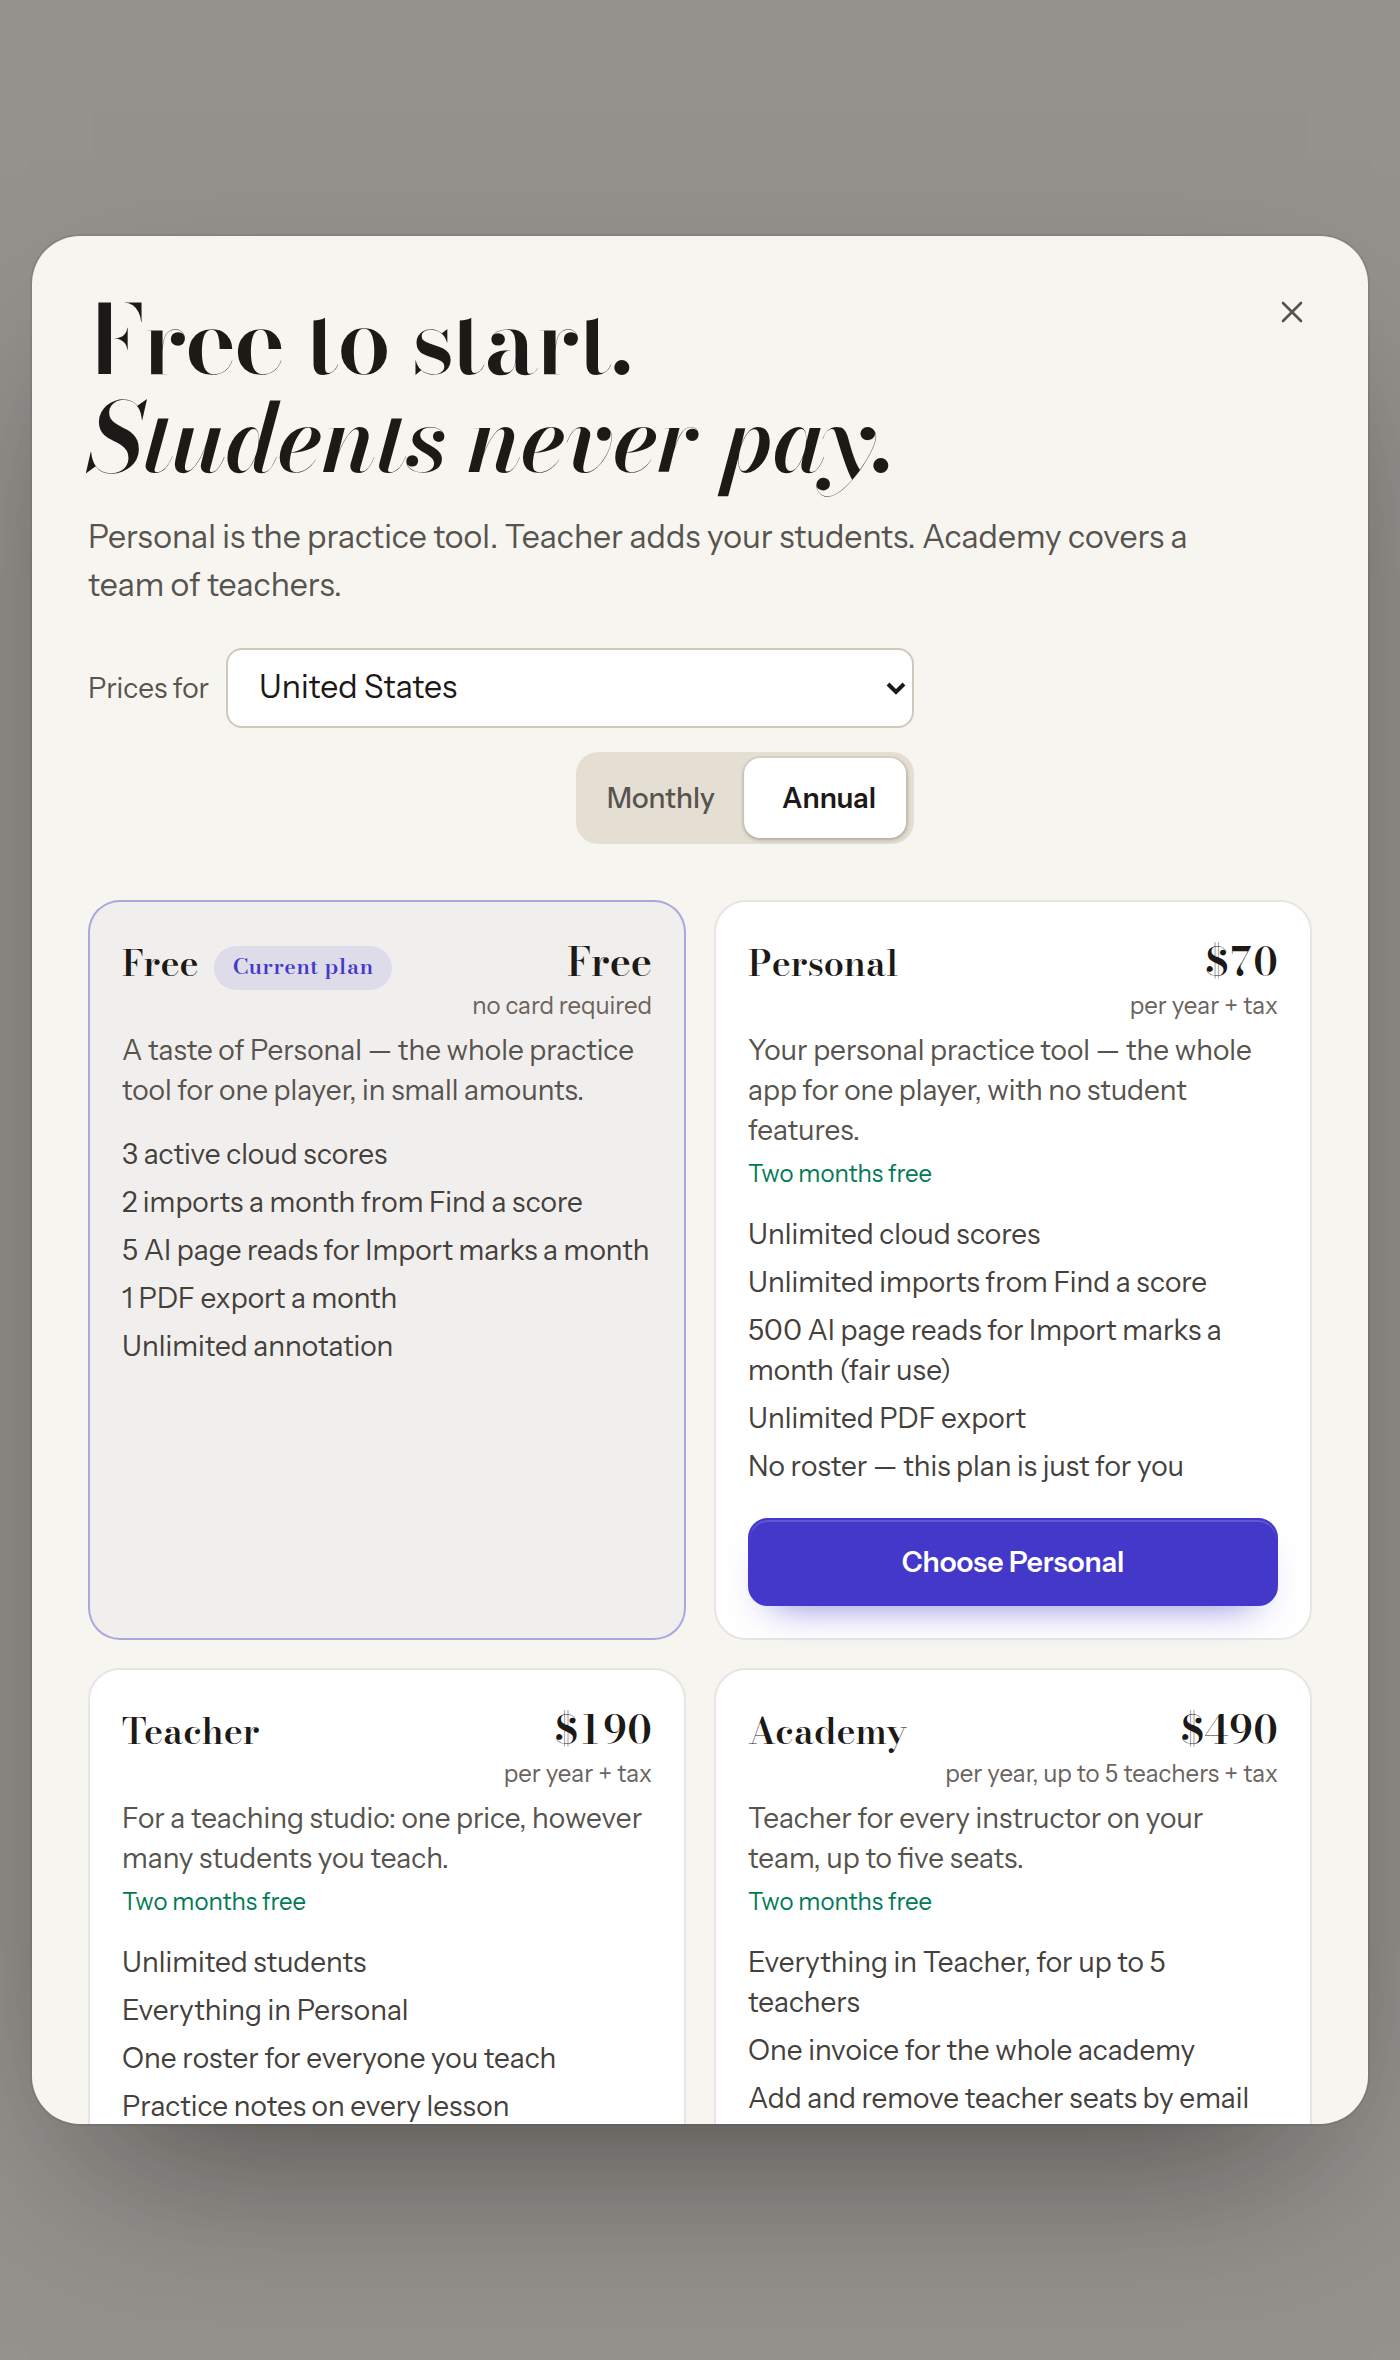 Free to start.
Students never pay.
Personal is the practice tool. Teacher adds your students. Academy covers a
team of teachers.
Prices for
United States
Monthly
Annual
Free
Current plan
Free
no card required
A taste of Personal — the whole practice
tool for one player, in small amounts.
3 active cloud scores
2 imports a month from Find a score
5 AI page reads for Import marks a month
1 PDF export a month
Unlimited annotation
Personal
$70
per year + tax
Your personal practice tool — the whole
app for one player, with no student
features.
Two months free
Unlimited cloud scores
Unlimited imports from Find a score
500 AI page reads for Import marks a
month (fair use)
Unlimited PDF export
No roster — this plan is just for you
Choose Personal
Teacher
$190
per year + tax
For a teaching studio: one price, however
many students you teach.
Two months free
Unlimited students
Everything in Personal
One roster for everyone you teach
Practice notes on every lesson
Academy
$490
per year, up to 5 teachers + tax
Teacher for every instructor on your
team, up to five seats.
Two months free
Everything in Teacher, for up to 5
teachers
One invoice for the whole academy
Add and remove teacher seats by email